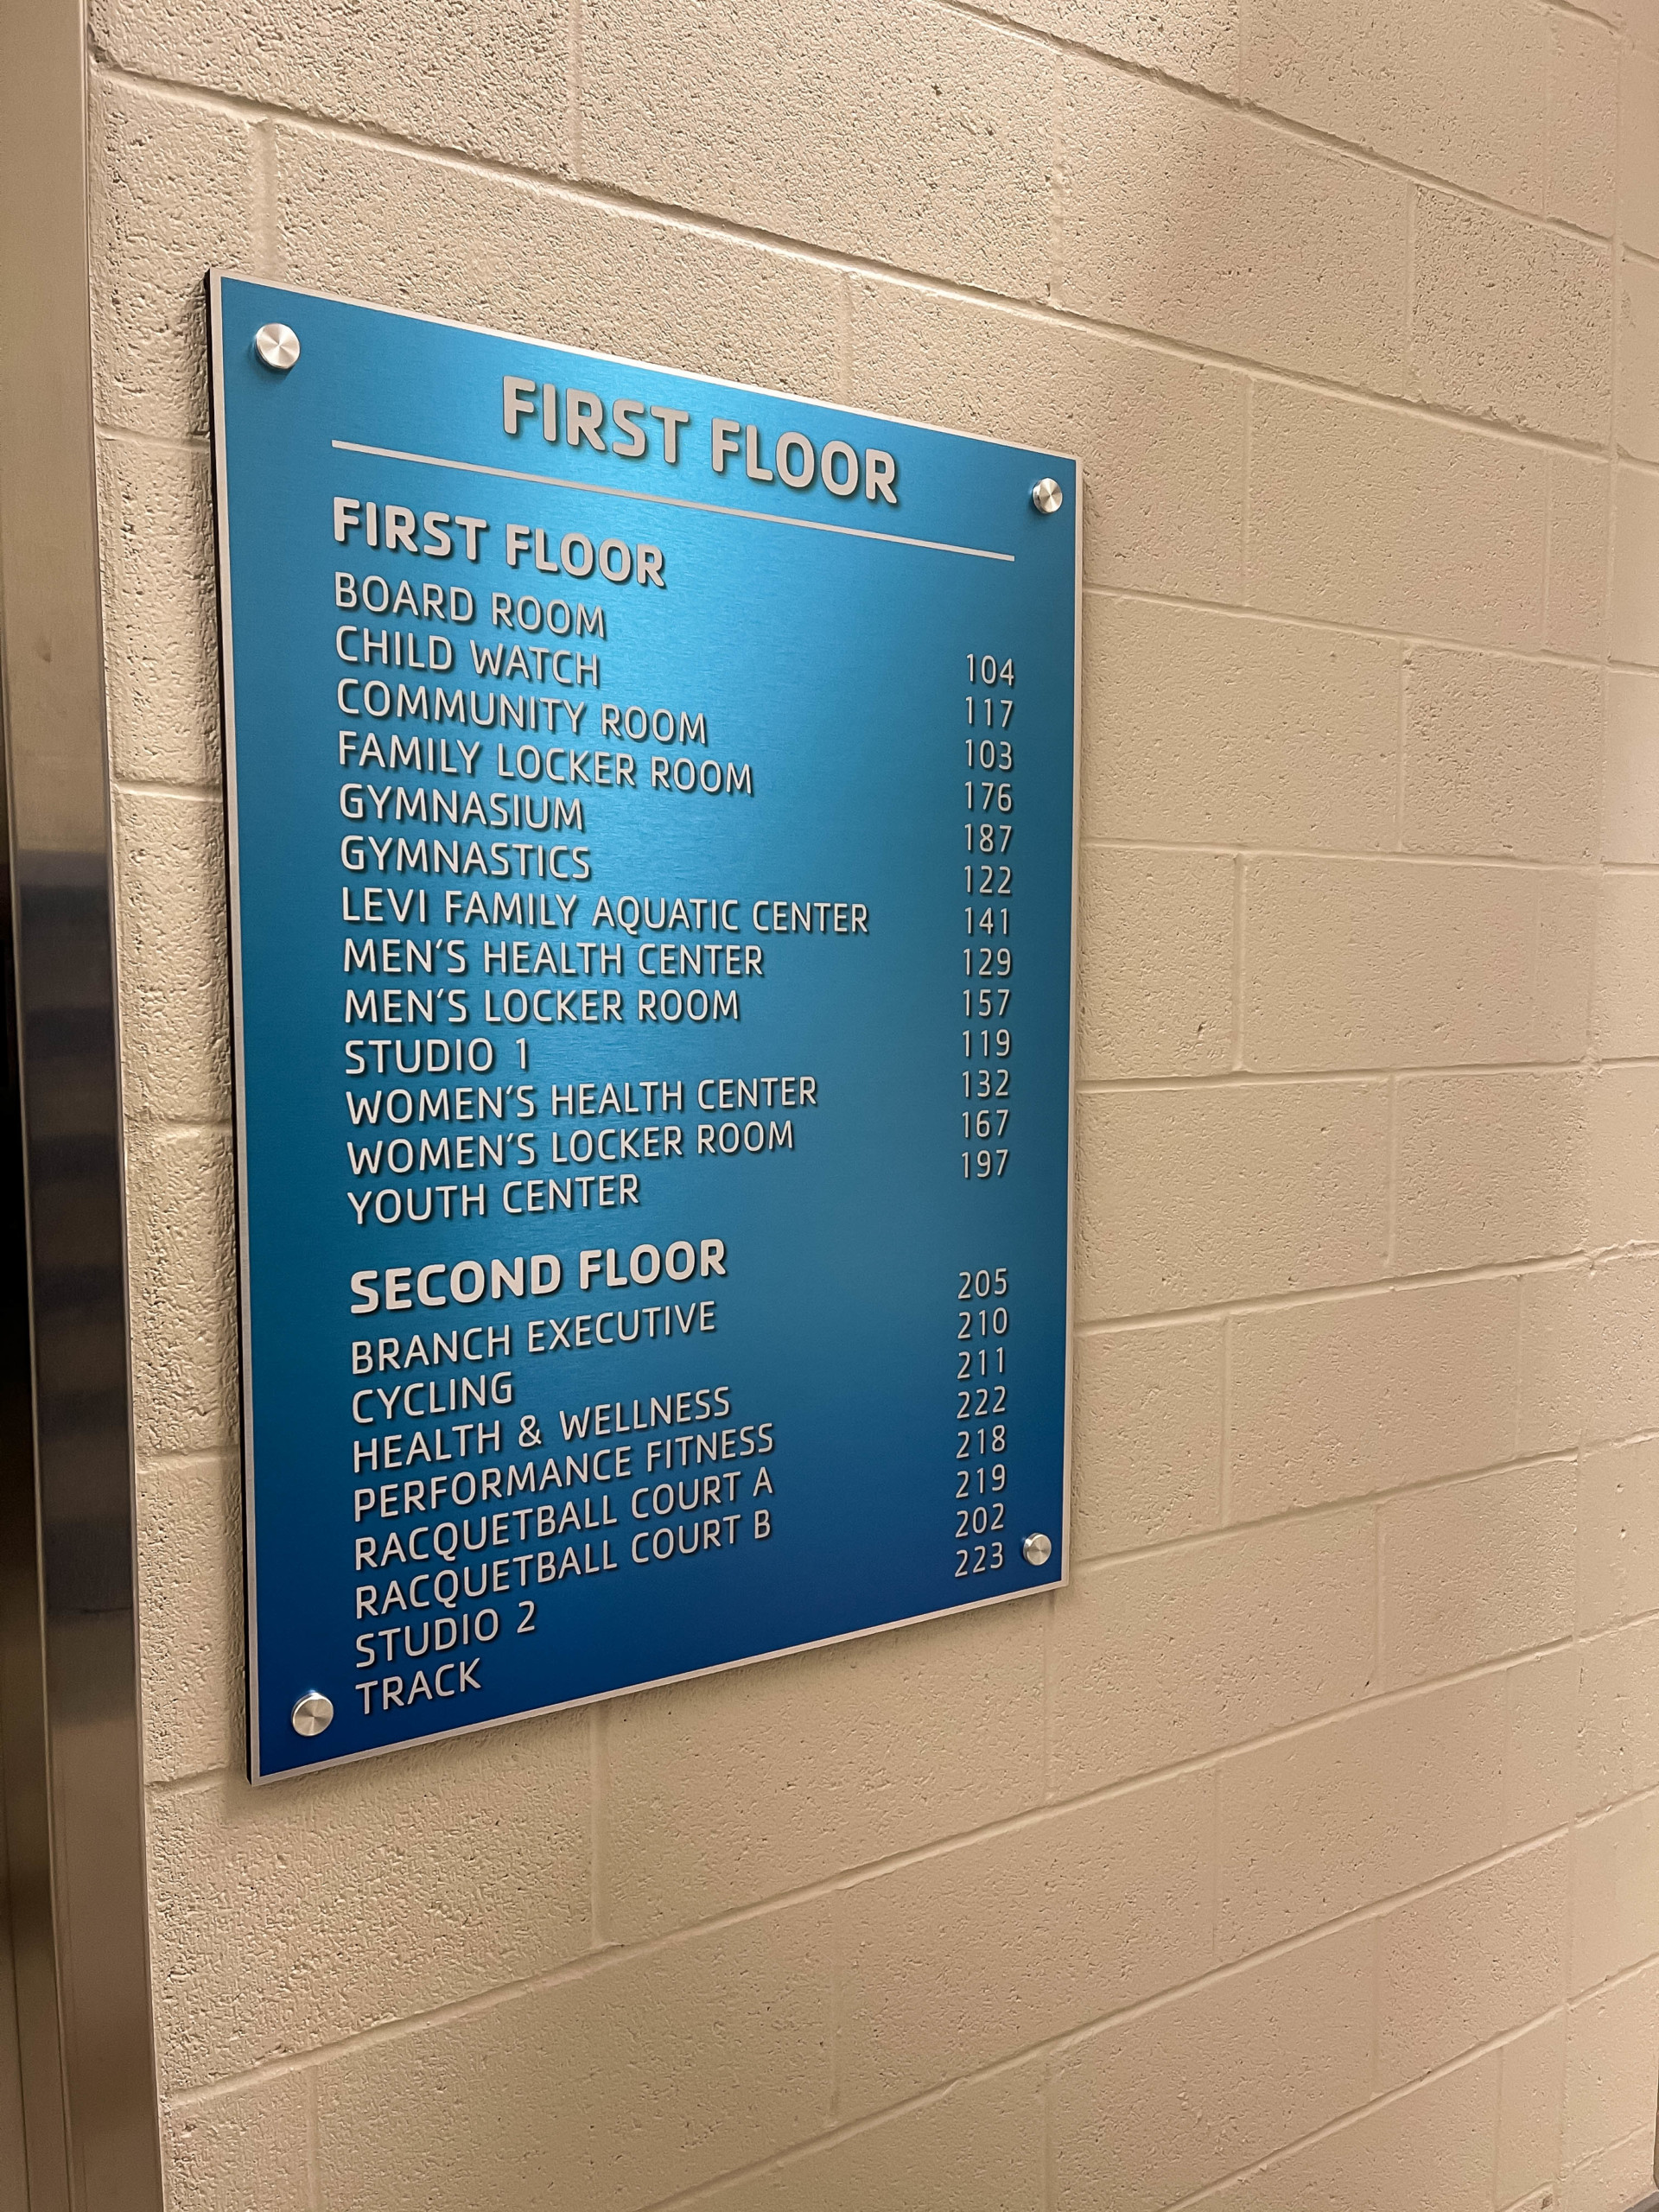 FIRST FLOOR
FIRST FLOOR
BOARD ROOM 104
CHILD WATCH 117
COMMUNITY ROOM 103
FAMILY LOCKER ROOM 176
GYMNASIUM 187
GYMNASTICS 122
LEVI FAMILY AQUATIC CENTER 141
MEN'S HEALTH CENTER 129
MEN'S LOCKER ROOM 157
STUDIO 1 119
WOMEN'S HEALTH CENTER 132
WOMEN'S LOCKER ROOM 167
YOUTH CENTER 197
SECOND FLOOR
BRANCH EXECUTIVE 205
CYCLING 210
HEALTH & WELLNESS 211
PERFORMANCE FITNESS 222
RACQUETBALL COURT A 218
RACQUETBALL COURT B 219
STUDIO 2 202
TRACK 223